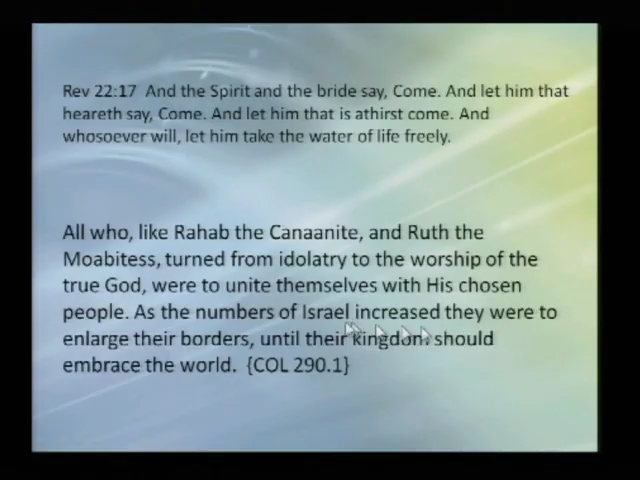 Rev 22:17 And the Spirit and the bride say, Come. And let him that
heareth say, Come. And let him that is athirst come. And
whosoever will, let him take the water of life freely.
All who, like Rahab the Canaanite, and Ruth the
Moabitess, turned from idolatry to the worship of the
true God, were to unite themselves with His chosen
people. As the numbers of Israel increased they were to
enlarge their borders, until their kingdom should
embrace the world. {COL 290.1}